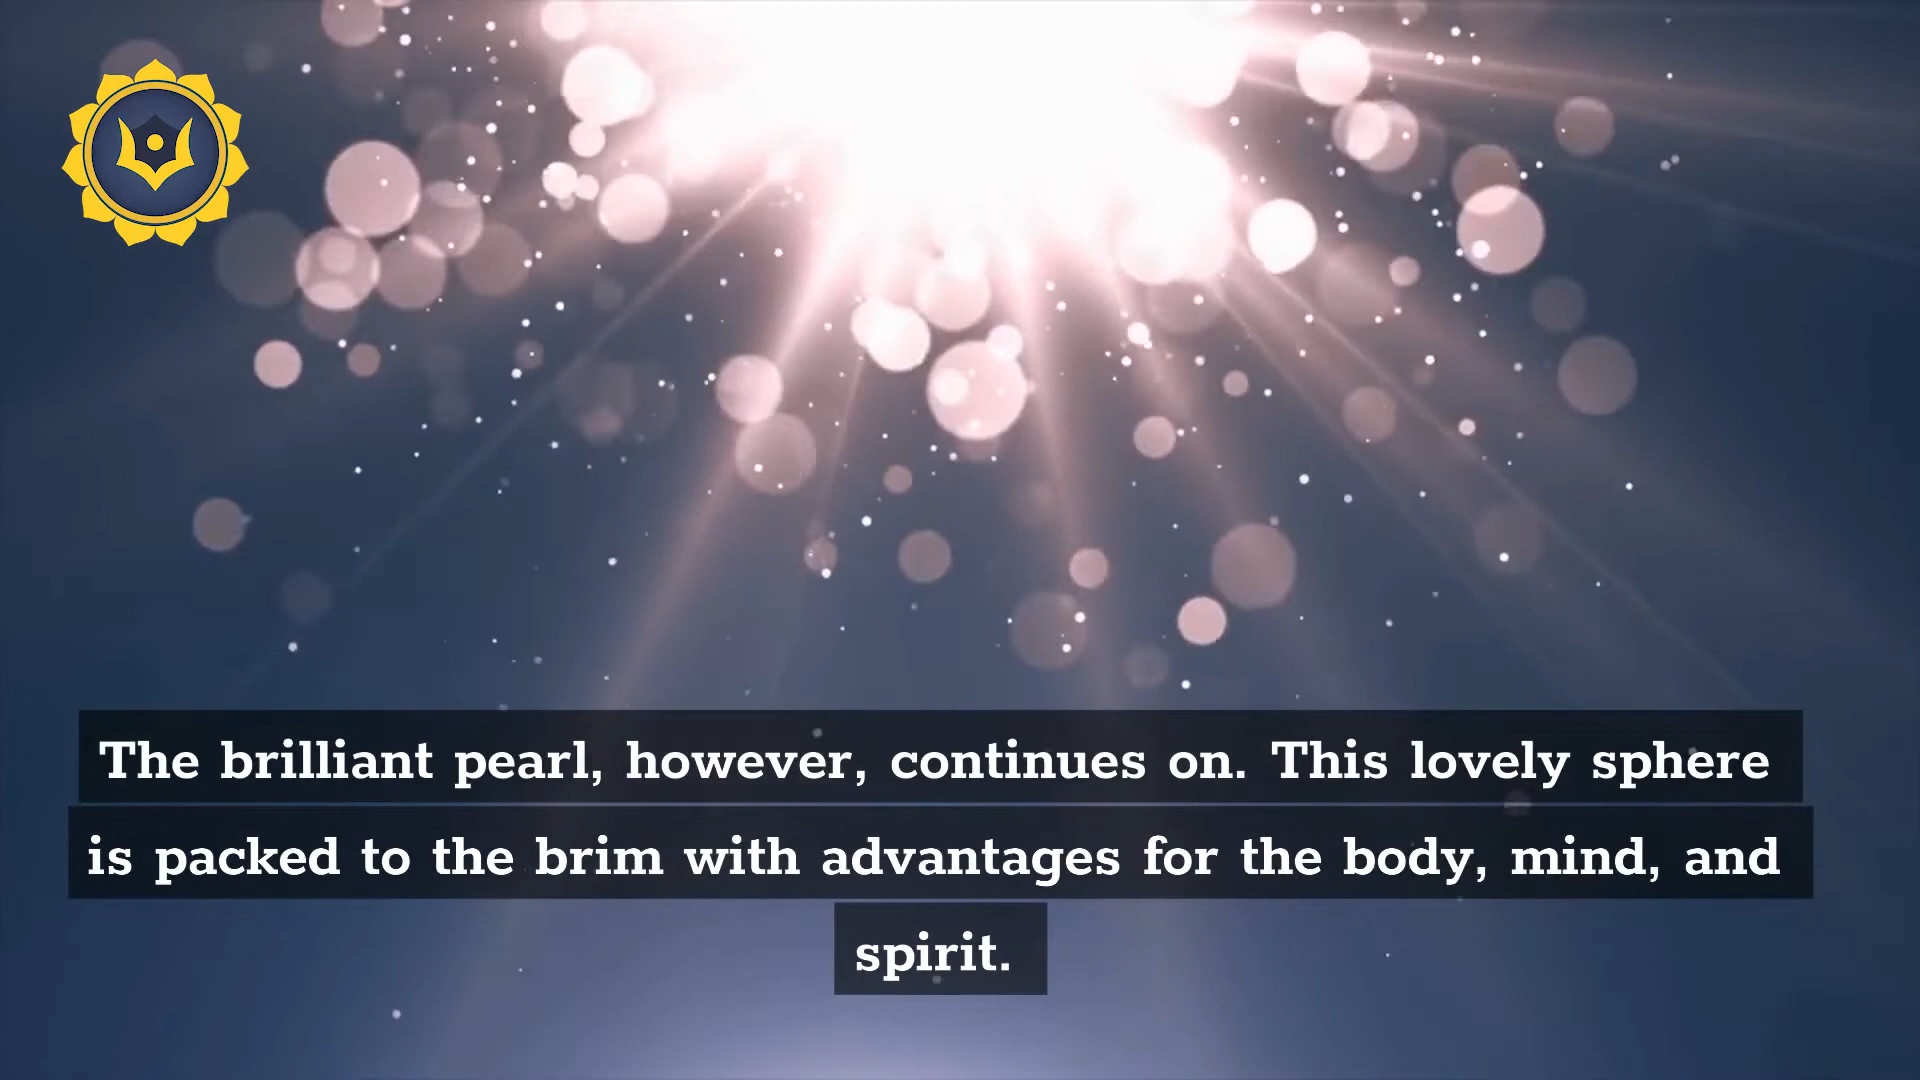 The brilliant pearl, however, continues on. This lovely sphere
is packed to the brim with advantages for the body, mind, and
spirit.